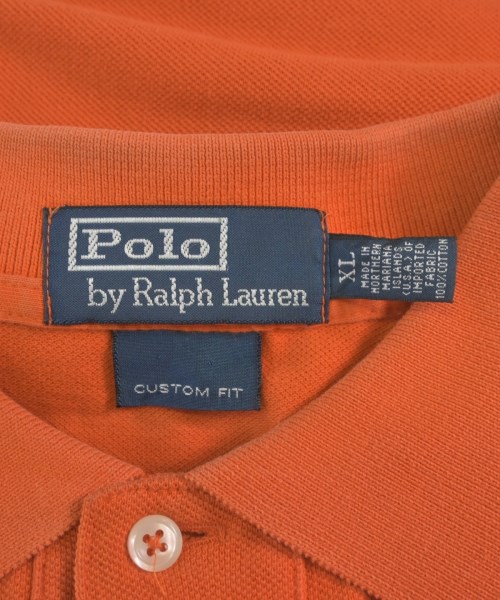 Polo
by Ralph Lauren
XL
MADE IN
NORTHERN
MARIANA
ISLANDS
(U.S.A.) OF
IMPORTED
FABRIC
100% COTTON
CUSTOM FIT